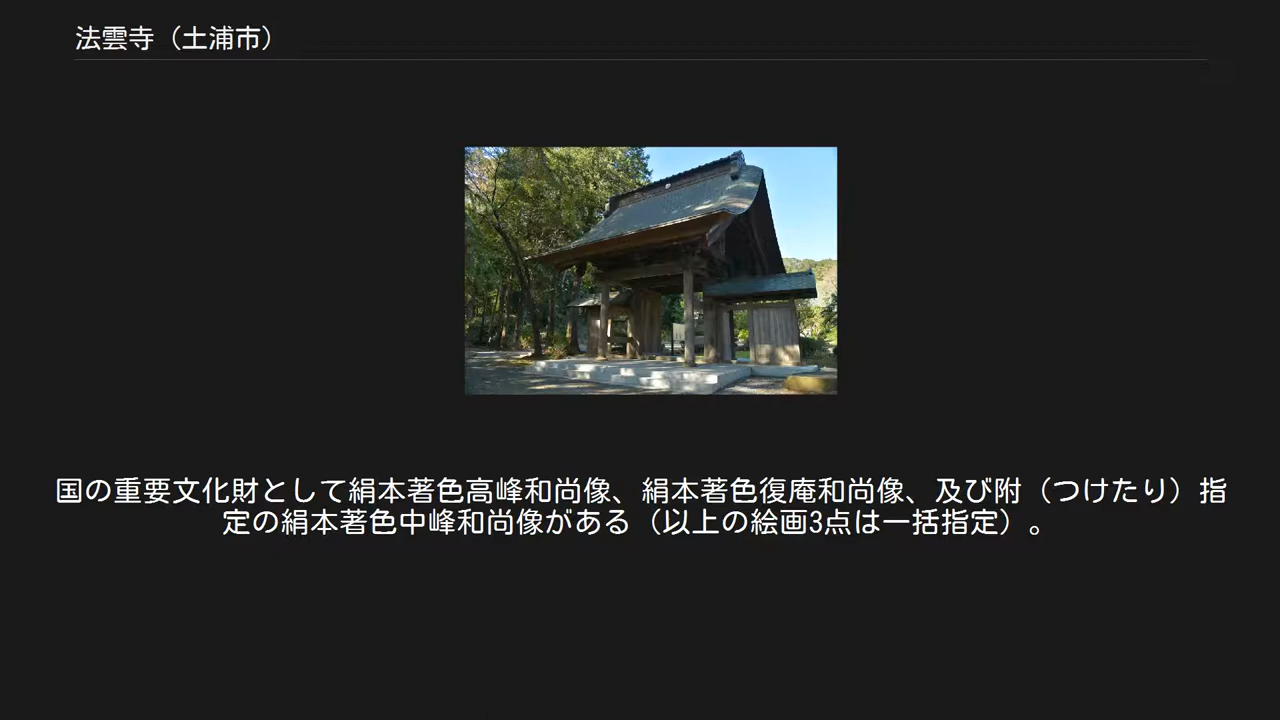 法雲寺（土浦市）
国の重要文化財として絹本著色高峰和尚像、絹本著色復庵和尚像、及び附（つけたり）指
定の絹本著色中峰和尚像がある（以上の絵画3点は一括指定）。